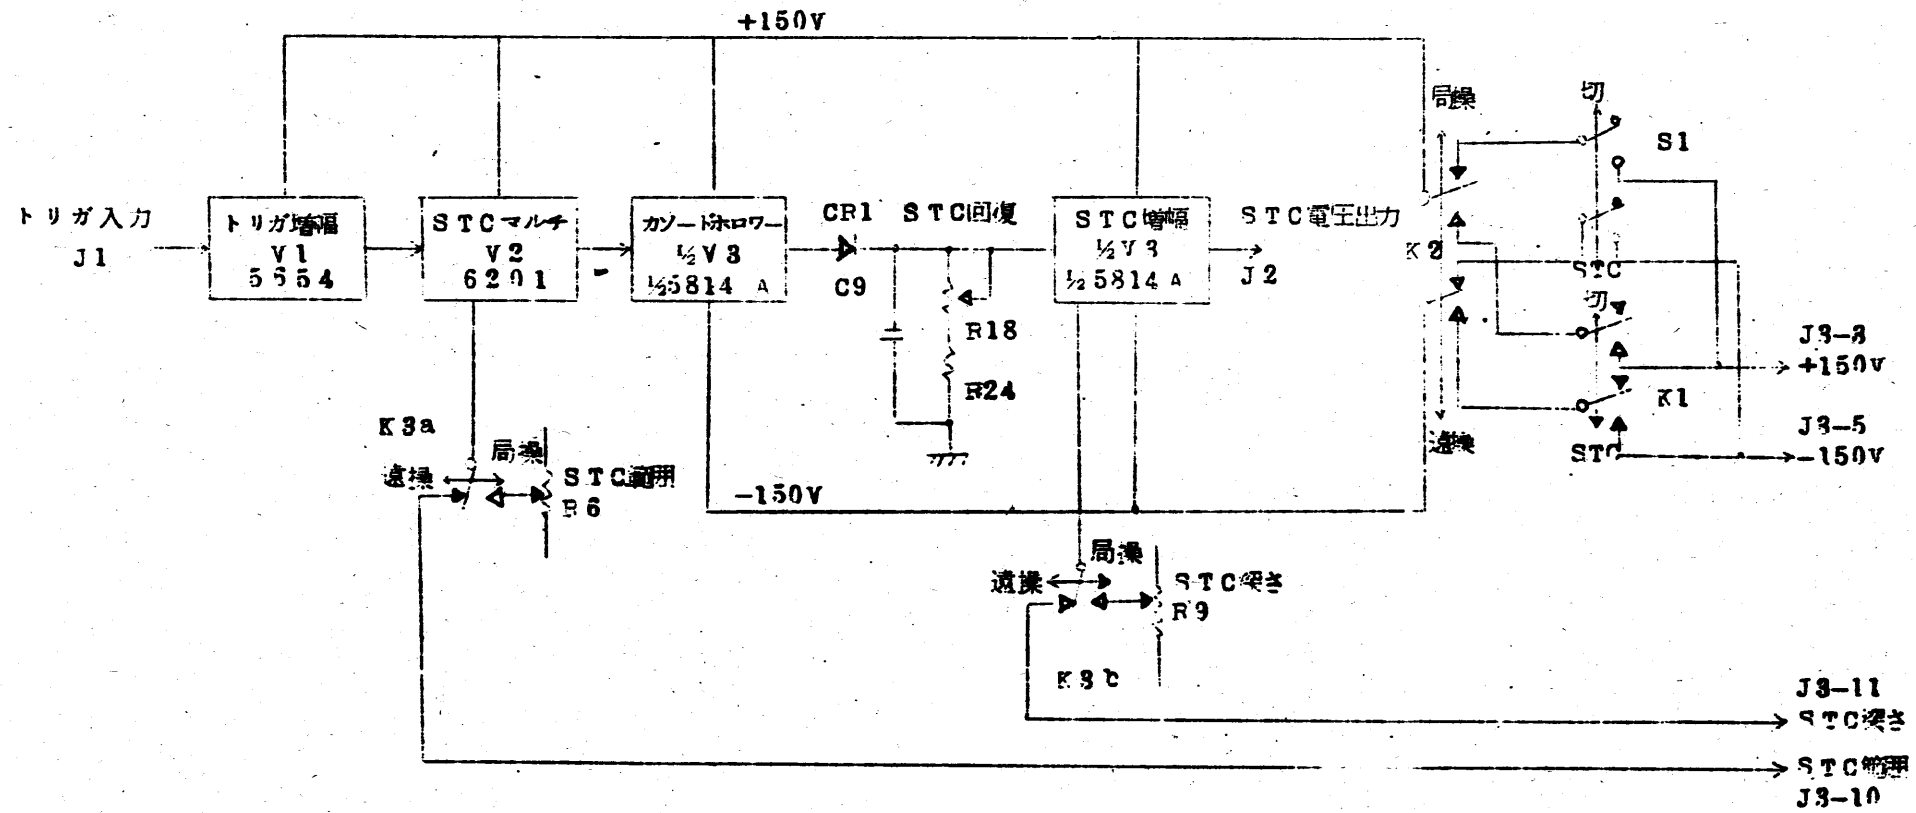 +150V
局操
切
S1
トリガ入力
J1
トリガ増幅
V1
5654
STCマルチ
V2
6201
カソードホロワー
½V3
½5814 A
CR1
C9
STC回復
R18
R24
STC増幅
½V3
½5814 A
STC電圧出力
J2
K2
STC
切
J3-3
+150V
K1
J3-5
-150V
STC
遠操
K3a
遠操
局操
STC範囲
R6
-150V
局操
遠操
STC深さ
R9
K3c
J3-11
STC深さ
STC範囲
J3-10